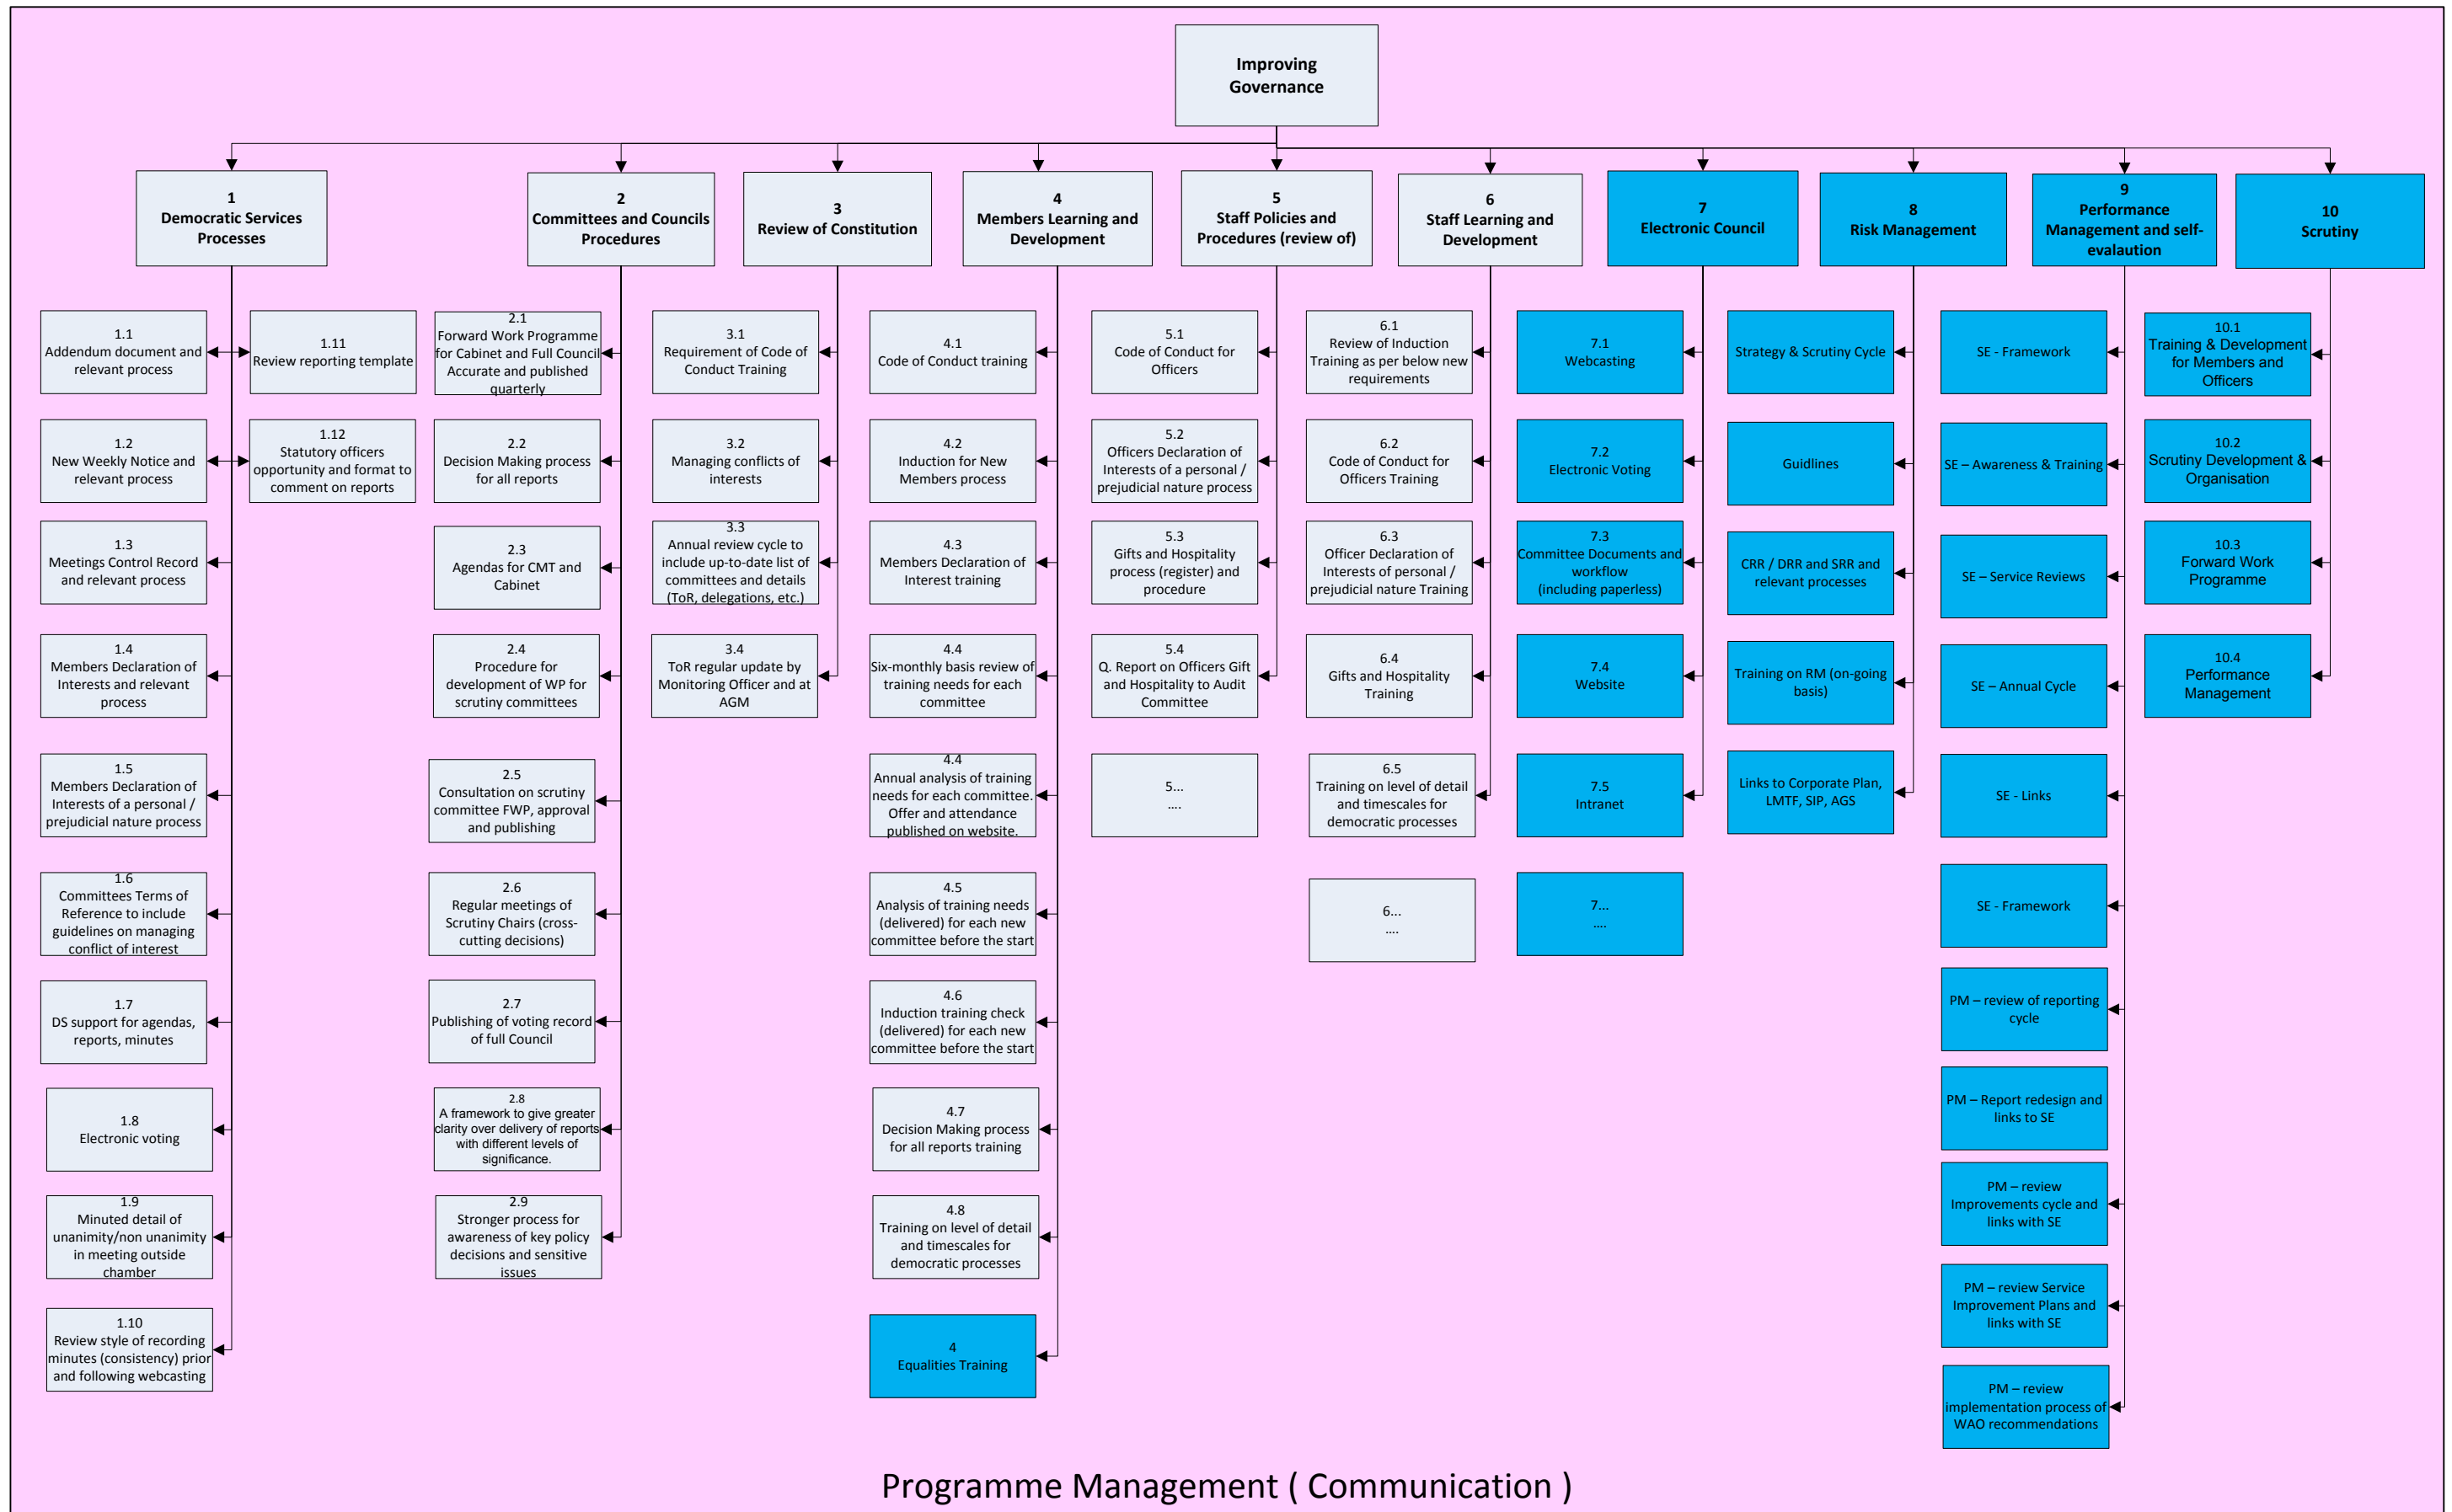 Improving
Governance
1
Democratic Services
Processes
2
Committees and Councils
Procedures
3
Review of Constitution
4
Members Learning and
Development
5
Staff Policies and
Procedures (review of)
6
Staff Learning and
Development
7
Electronic Council
8
Risk Management
9
Performance
Management and self-
evalaution
10
Scrutiny
1.1
Addendum document and
relevant process
1.2
New Weekly Notice and
relevant process
1.3
Meetings Control Record
and relevant process
1.4
Members Declaration of
Interests and relevant
process
1.5
Members Declaration of
Interests of a personal /
prejudicial nature process
1.6
Committees Terms of
Reference to include
guidelines on managing
conflict of interest
1.7
DS support for agendas,
reports, minutes
1.8
Electronic voting
1.9
Minuted detail of
unanimity/non unanimity
in meeting outside
chamber
1.10
Review style of recording
minutes (consistency) prior
and following webcasting
1.11
Review reporting template
1.12
Statutory officers
opportunity and format to
comment on reports
2.1
Forward Work Programme
for Cabinet and Full Council
Accurate and published
quarterly
2.2
Decision Making process
for all reports
2.3
Agendas for CMT and
Cabinet
2.4
Procedure for
development of WP for
scrutiny committees
2.5
Consultation on scrutiny
committee FWP, approval
and publishing
2.6
Regular meetings of
Scrutiny Chairs (cross-
cutting decisions)
2.7
Publishing of voting record
of full Council
2.8
A framework to give greater
clarity over delivery of reports
with different levels of
significance.
2.9
Stronger process for
awareness of key policy
decisions and sensitive
issues
3.1
Requirement of Code of
Conduct Training
3.2
Managing conflicts of
interests
3.3
Annual review cycle to
include up-to-date list of
committees and details
(ToR, delegations, etc.)
3.4
ToR regular update by
Monitoring Officer and at
AGM
4.1
Code of Conduct training
4.2
Induction for New
Members process
4.3
Members Declaration of
Interest training
4.4
Six-monthly basis review of
training needs for each
committee
4.4
Annual analysis of training
needs for each committee.
Offer and attendance
published on website.
4.5
Analysis of training needs
(delivered) for each new
committee before the start
4.6
Induction training check
(delivered) for each new
committee before the start
4.7
Decision Making process
for all reports training
4.8
Training on level of detail
and timescales for
democratic processes
4
Equalities Training
5.1
Code of Conduct for
Officers
5.2
Officers Declaration of
Interests of a personal /
prejudicial nature process
5.3
Gifts and Hospitality
process (register) and
procedure
5.4
Q. Report on Officers Gift
and Hospitality to Audit
Committee
5...
....
6.1
Review of Induction
Training as per below new
requirements
6.2
Code of Conduct for
Officers Training
6.3
Officer Declaration of
Interests of personal /
prejudicial nature Training
6.4
Gifts and Hospitality
Training
6.5
Training on level of detail
and timescales for
democratic processes
6...
....
7.1
Webcasting
7.2
Electronic Voting
7.3
Committee Documents and
workflow
(including paperless)
7.4
Website
7.5
Intranet
7...
....
Strategy & Scrutiny Cycle
Guidlines
CRR / DRR and SRR and
relevant processes
Training on RM (on-going
basis)
Links to Corporate Plan,
LMTF, SIP, AGS
SE - Framework
SE – Awareness & Training
SE – Service Reviews
SE – Annual Cycle
SE - Links
SE - Framework
PM – review of reporting
cycle
PM – Report redesign and
links to SE
PM – review
Improvements cycle and
links with SE
PM – review Service
Improvement Plans and
links with SE
PM – review
implementation process of
WAO recommendations
10.1
Training & Development
for Members and
Officers
10.2
Scrutiny Development &
Organisation
10.3
Forward Work
Programme
10.4
Performance
Management
Programme Management ( Communication )